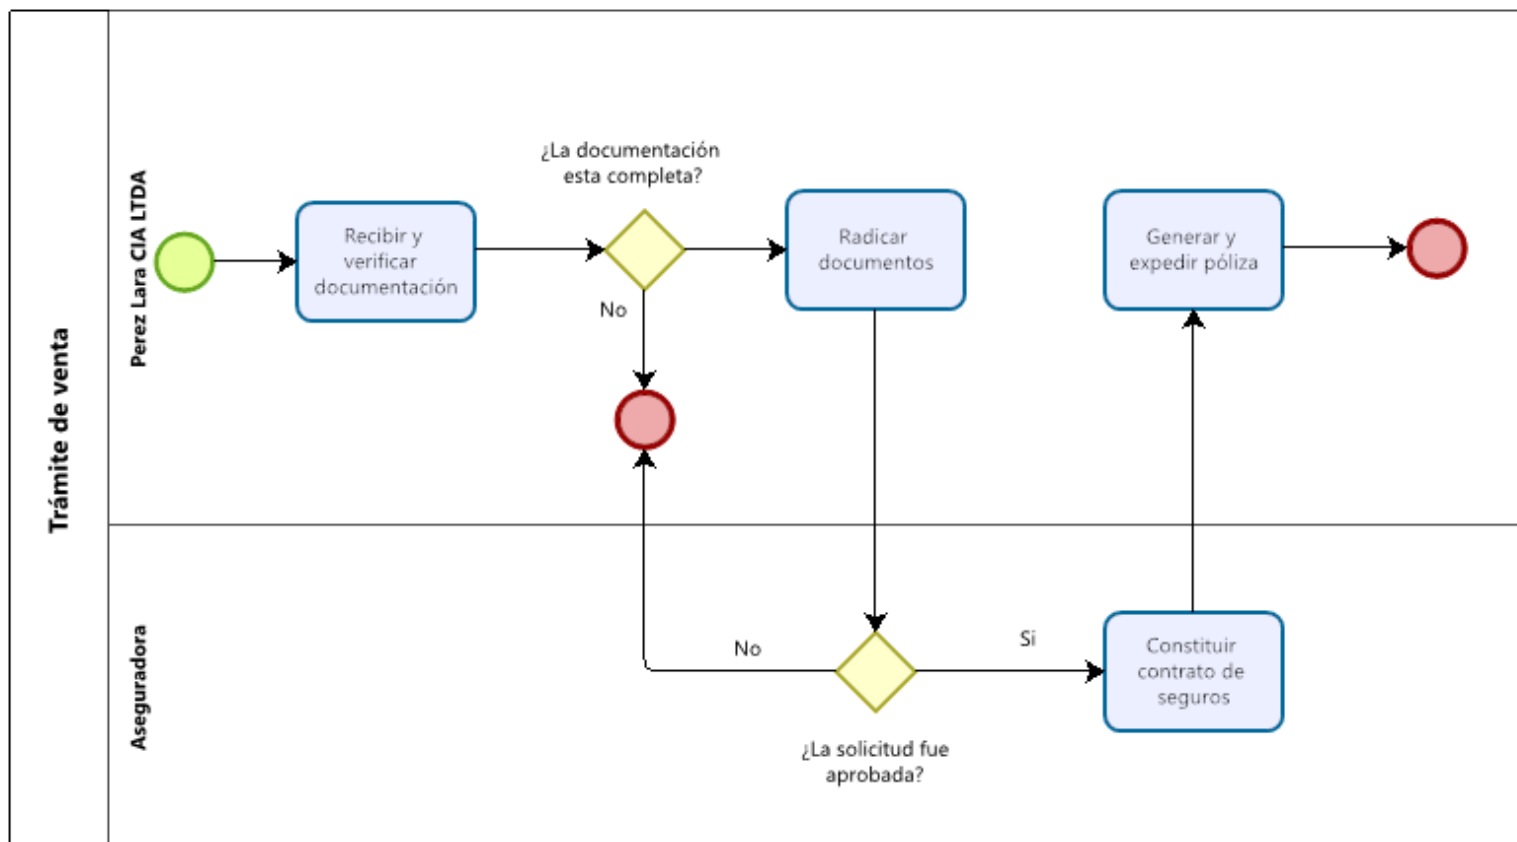 Trámite de venta
Perez Lara CIA LTDA
¿La documentación
esta completa?
Recibir y
verificar
documentación
No
Radicar
documentos
Generar y
expedir póliza
Aseguradora
No
Si
¿La solicitud fue
aprobada?
Constituir
contrato de
seguros